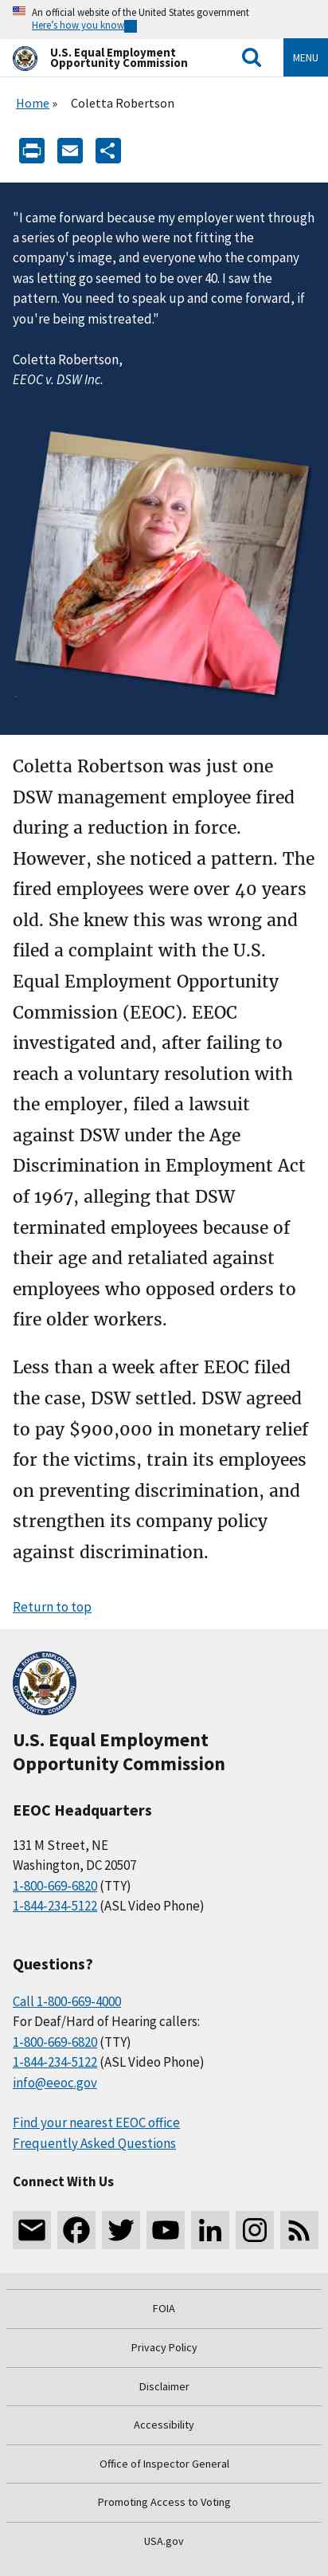 An official website of the United States government
Here's how you know
U.S. Equal Employment
Opportunity Commission
MENU
Home » Coletta Robertson
"I came forward because my employer went through
a series of people who were not fitting the
company's image, and everyone who the company
was letting go seemed to be over 40. I saw the
pattern. You need to speak up and come forward, if
you're being mistreated."
Coletta Robertson,
EEOC v. DSW Inc.
Coletta Robertson was just one
DSW management employee fired
during a reduction in force.
However, she noticed a pattern. The
fired employees were over 40 years
old. She knew this was wrong and
filed a complaint with the U.S.
Equal Employment Opportunity
Commission (EEOC). EEOC
investigated and, after failing to
reach a voluntary resolution with
the employer, filed a lawsuit
against DSW under the Age
Discrimination in Employment Act
of 1967, alleging that DSW
terminated employees because of
their age and retaliated against
employees who opposed orders to
fire older workers.
Less than a week after EEOC filed
the case, DSW settled. DSW agreed
to pay $900,000 in monetary relief
for the victims, train its employees
on preventing discrimination, and
strengthen its company policy
against discrimination.
Return to top
U.S. EQUAL EMPLOYMENT OPPORTUNITY COMMISSION
U.S. Equal Employment
Opportunity Commission
EEOC Headquarters
131 M Street, NE
Washington, DC 20507
1-800-669-6820 (TTY)
1-844-234-5122 (ASL Video Phone)
Questions?
Call 1-800-669-4000
For Deaf/Hard of Hearing callers:
1-800-669-6820 (TTY)
1-844-234-5122 (ASL Video Phone)
info@eeoc.gov
Find your nearest EEOC office
Frequently Asked Questions
Connect With Us
FOIA
Privacy Policy
Disclaimer
Accessibility
Office of Inspector General
Promoting Access to Voting
USA.gov